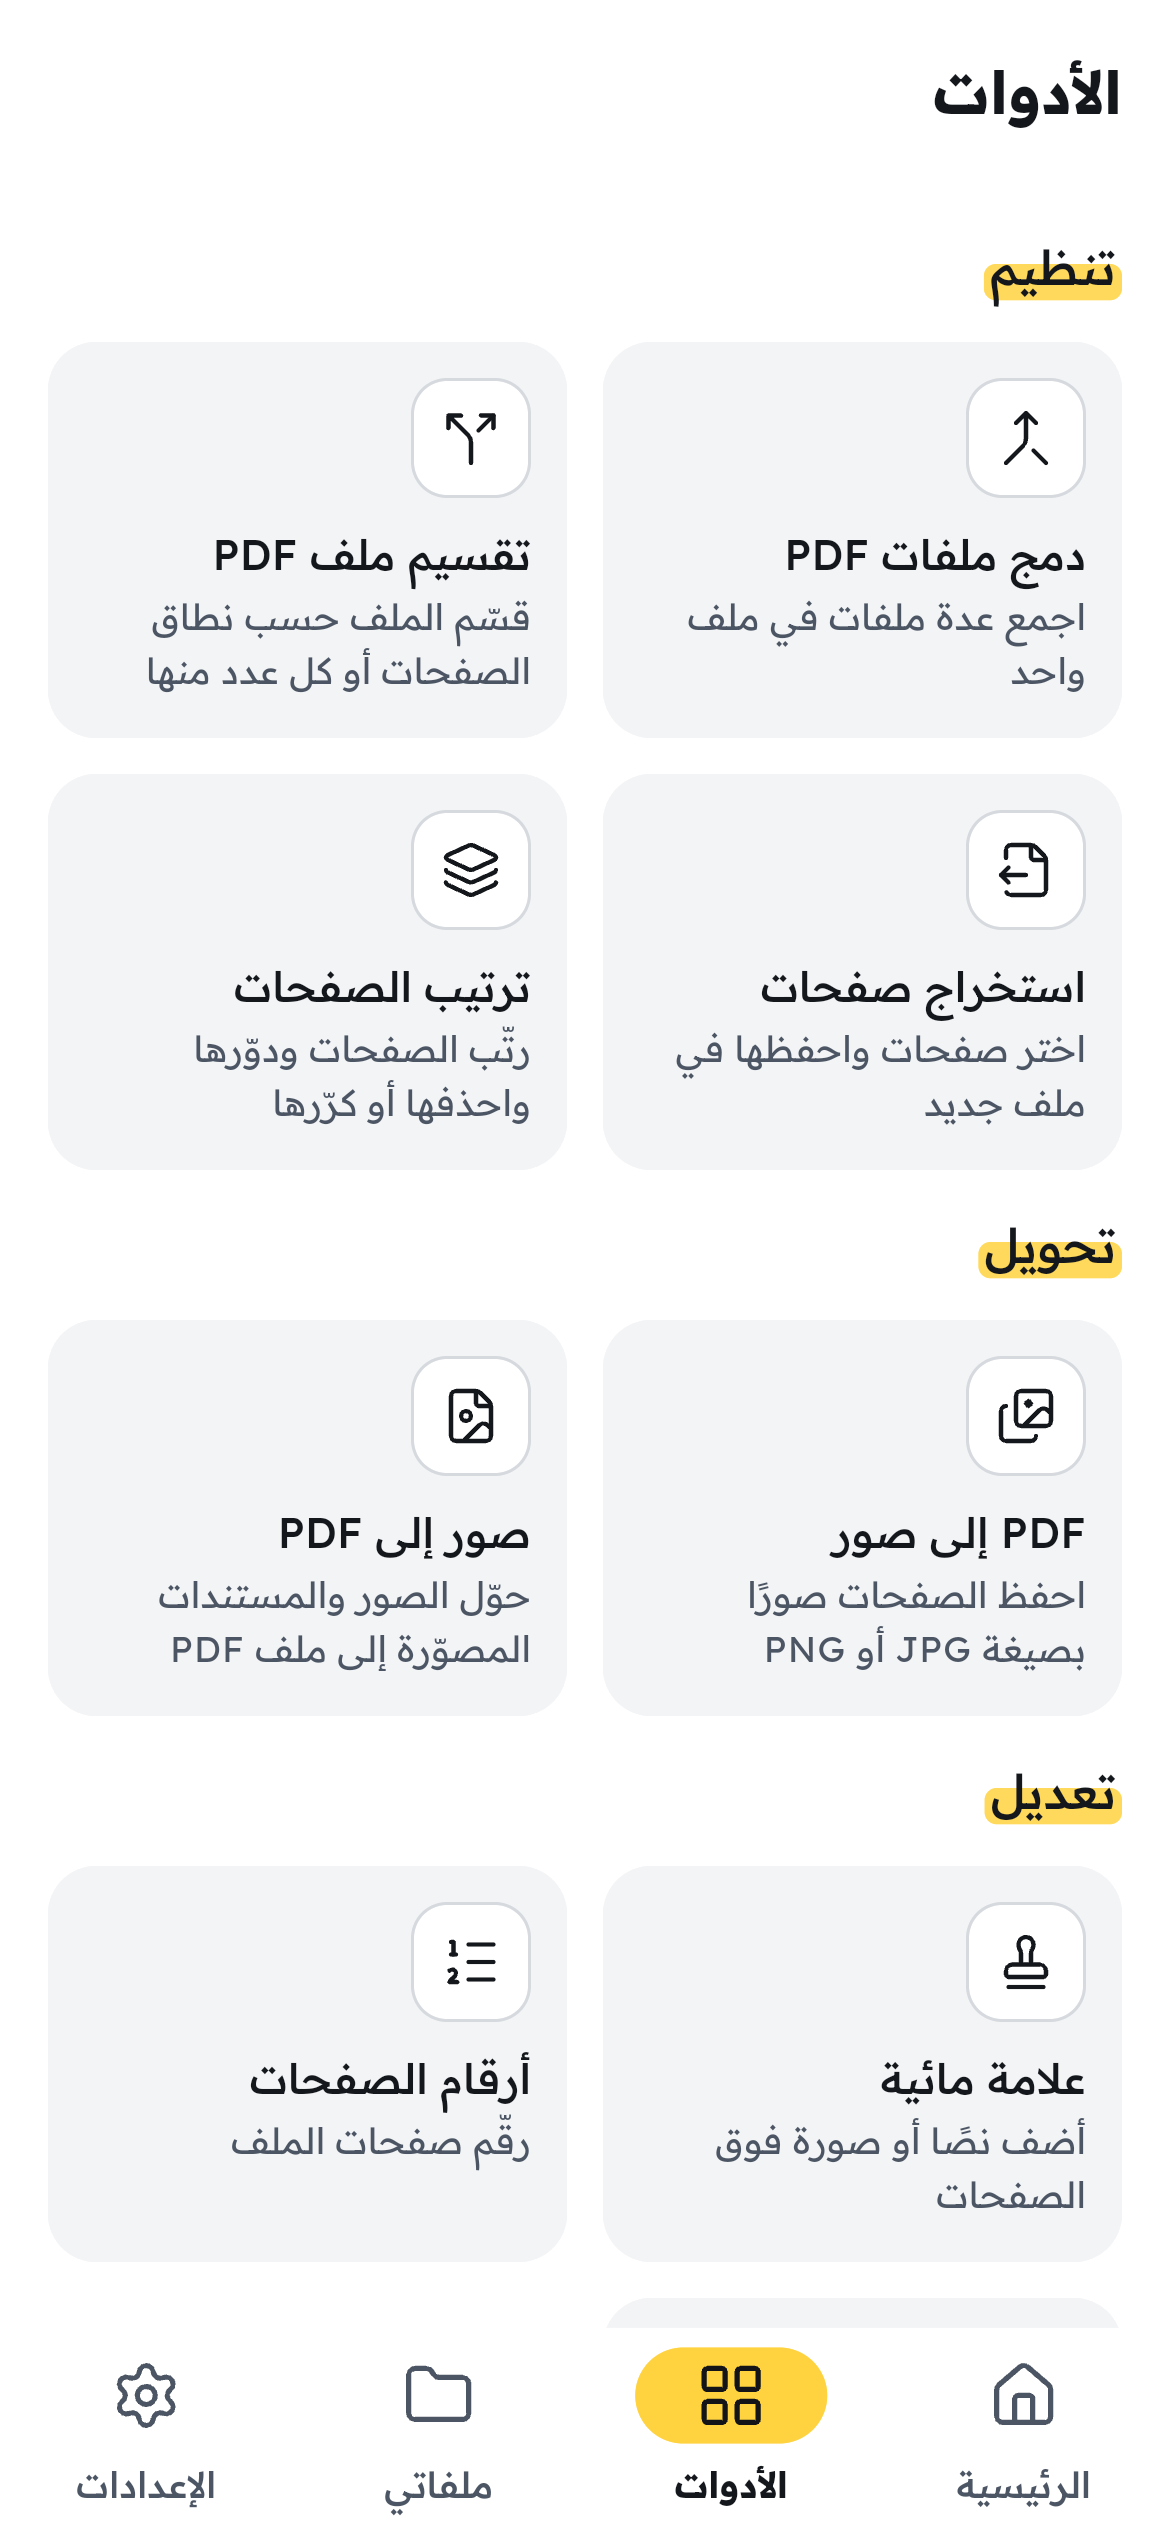 الأدوات
تنظيم
دمج ملفات PDF
اجمع عدة ملفات في ملف
واحد
تقسيم ملف PDF
قسّم الملف حسب نطاق
الصفحات أو كل عدد منها
استخراج صفحات
اختر صفحات واحفظها في
ملف جديد
ترتيب الصفحات
رتّب الصفحات ودوّرها
واحذفها أو كرّرها
تحويل
PDF إلى صور
احفظ الصفحات صورًا
بصيغة JPG أو PNG
صور إلى PDF
حوّل الصور والمستندات
المصوّرة إلى ملف PDF
تعديل
علامة مائية
أضف نصًا أو صورة فوق
الصفحات
أرقام الصفحات
رقّم صفحات الملف
الرئيسية
الأدوات
ملفاتي
الإعدادات